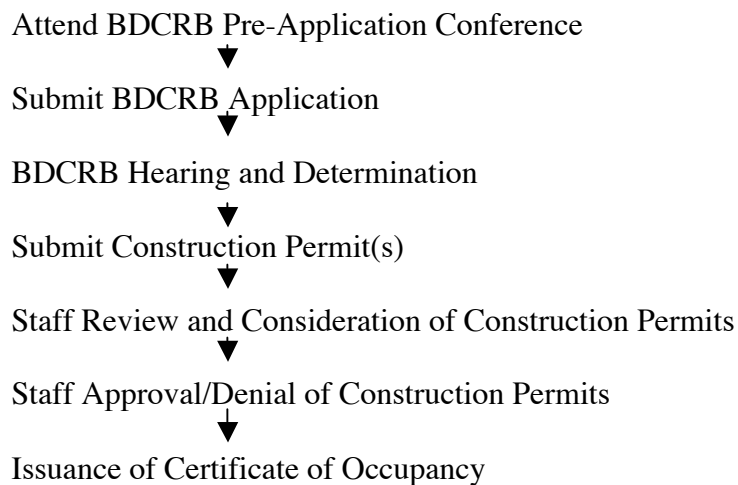 Attend BDCRB Pre-Application Conference
Submit BDCRB Application
BDCRB Hearing and Determination
Submit Construction Permit(s)
Staff Review and Consideration of Construction Permits
Staff Approval/Denial of Construction Permits
Issuance of Certificate of Occupancy